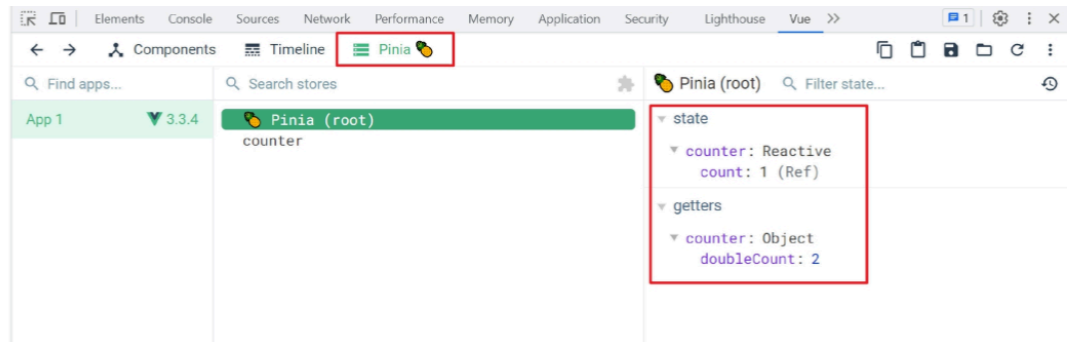 Elements Console Sources Network Performance Memory Application Security Lighthouse Vue >> 1
Components Timeline Pinia 🍍
Find apps... Search stores 🍍 Pinia (root) Filter state...
App 1 3.3.4 🍍 Pinia (root) state
counter counter: Reactive
count: 1 (Ref)
getters
counter: Object
doubleCount: 2